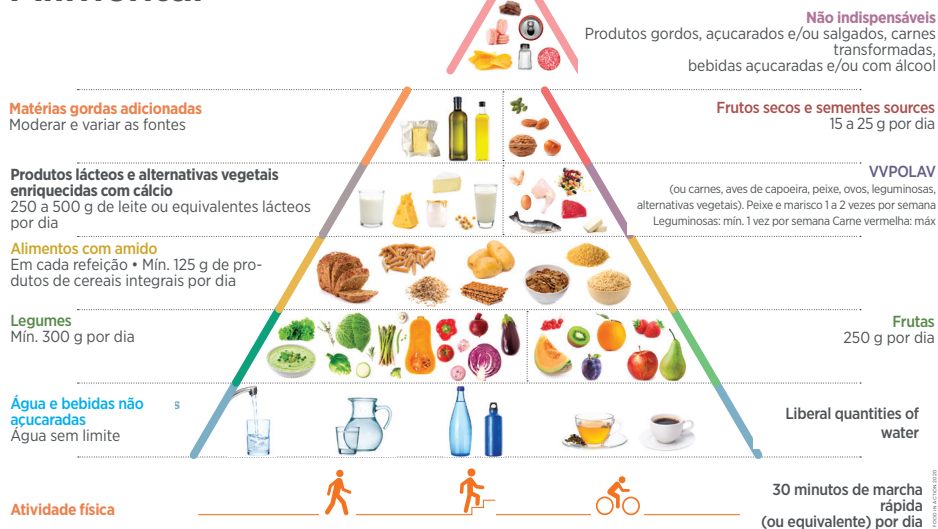 Não indispensáveis
Produtos gordos, açucarados e/ou salgados, carnes
transformadas,
bebidas açucaradas e/ou com álcool
Matérias gordas adicionadas
Moderar e variar as fontes
Frutos secos e sementes sources
15 a 25 g por dia
Produtos lácteos e alternativas vegetais
enriquecidas com cálcio
250 a 500 g de leite ou equivalentes lácteos
por dia
VVPOLAV
(ou carnes, aves de capoeira, peixe, ovos, leguminosas,
alternativas vegetais). Peixe e marisco 1 a 2 vezes por semana
Leguminosas: mín. 1 vez por semana Carne vermelha: máx
Alimentos com amido
Em cada refeição • Mín. 125 g de pro-
dutos de cereais integrais por dia
Legumes
Mín. 300 g por dia
Frutas
250 g por dia
Água e bebidas não
açucaradas
s
Água sem limite
Liberal quantities of
water
Atividade física
30 minutos de marcha
rápida
(ou equivalente) por dia
FOOD IN ACTION 2020